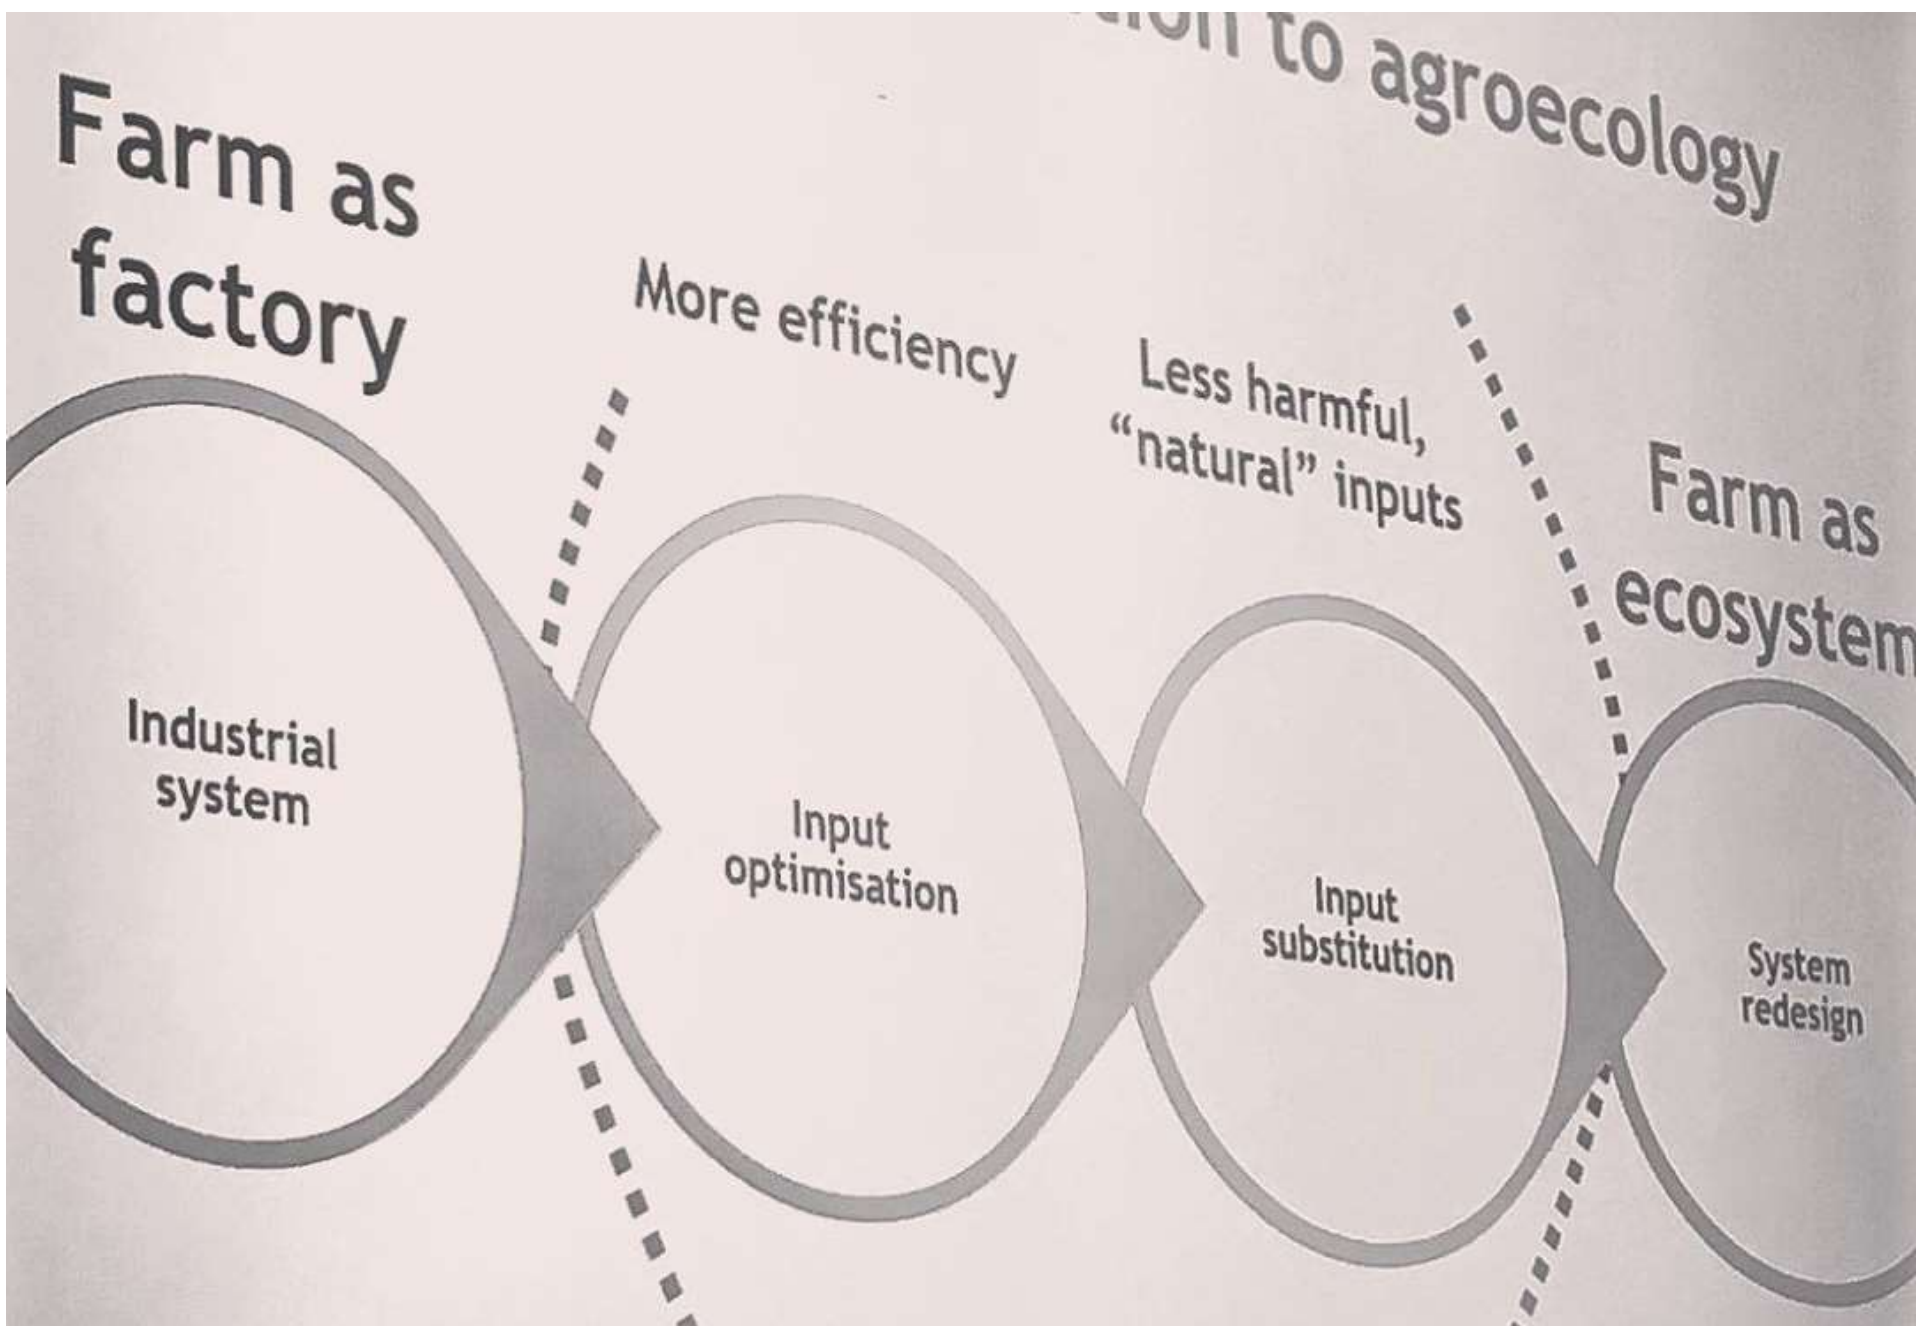 to agroecology
Farm as
factory
More efficiency
Less harmful,
“natural” inputs
Farm as
ecosystem
Industrial
system
Input
optimisation
Input
substitution
System
redesign